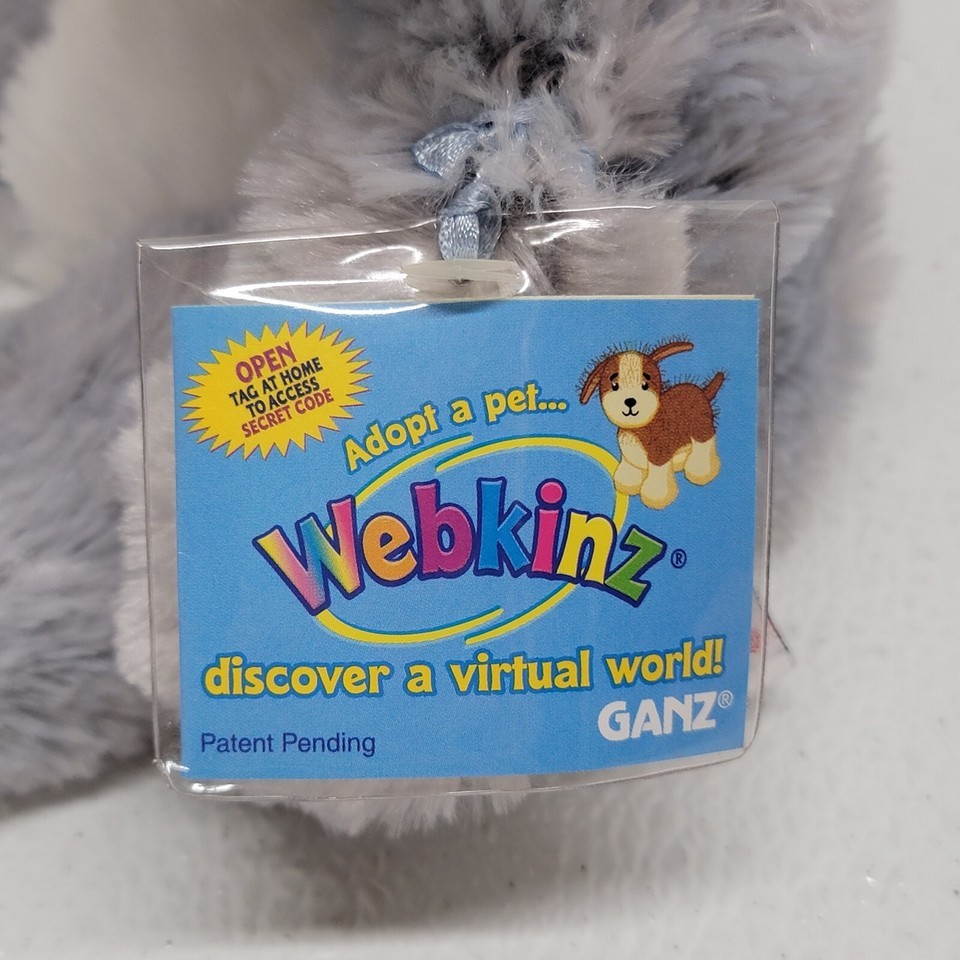 OPEN
TAG AT HOME
TO ACCESS
SECRET CODE
Adopt a pet...
Webkinz®
discover a virtual world!
GANZ®
Patent Pending